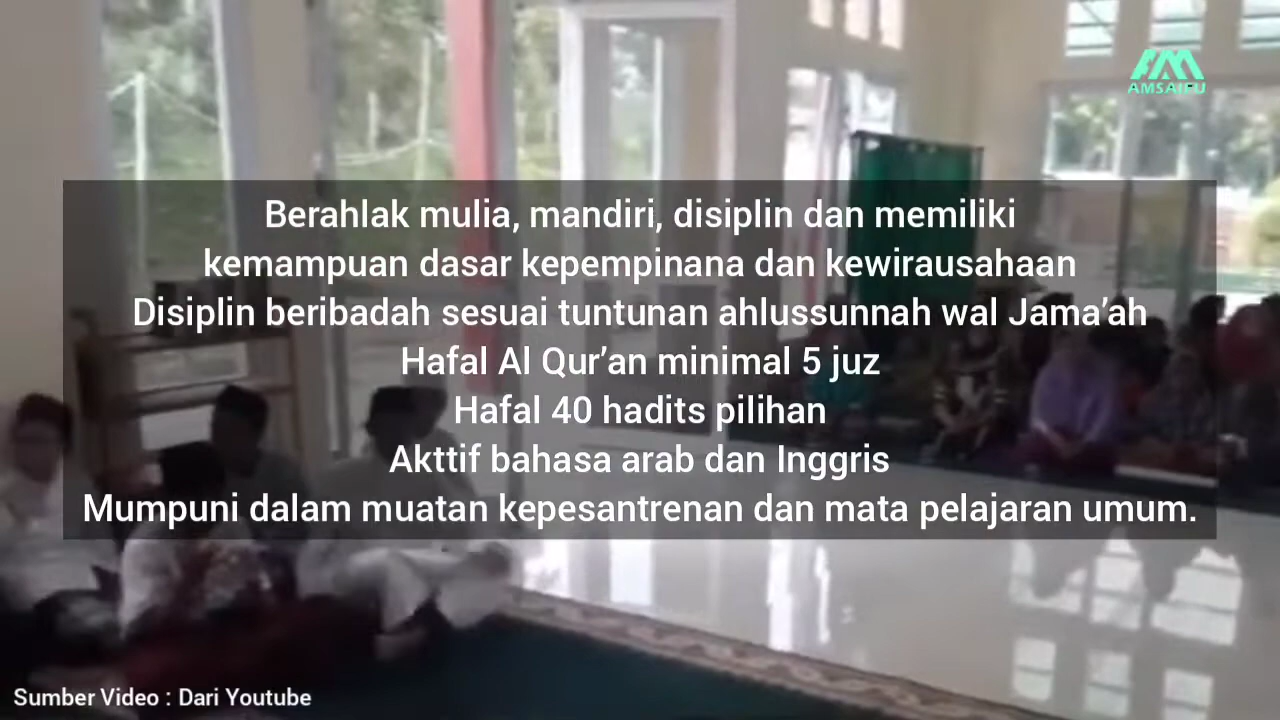 AMSAIFU
Berahlak mulia, mandiri, disiplin dan memiliki
kemampuan dasar kepempinana dan kewirausahaan
Disiplin beribadah sesuai tuntunan ahlussunnah wal Jama’ah
Hafal Al Qur’an minimal 5 juz
Hafal 40 hadits pilihan
Akttif bahasa arab dan Inggris
Mumpuni dalam muatan kepesantrenan dan mata pelajaran umum.
Sumber Video : Dari Youtube